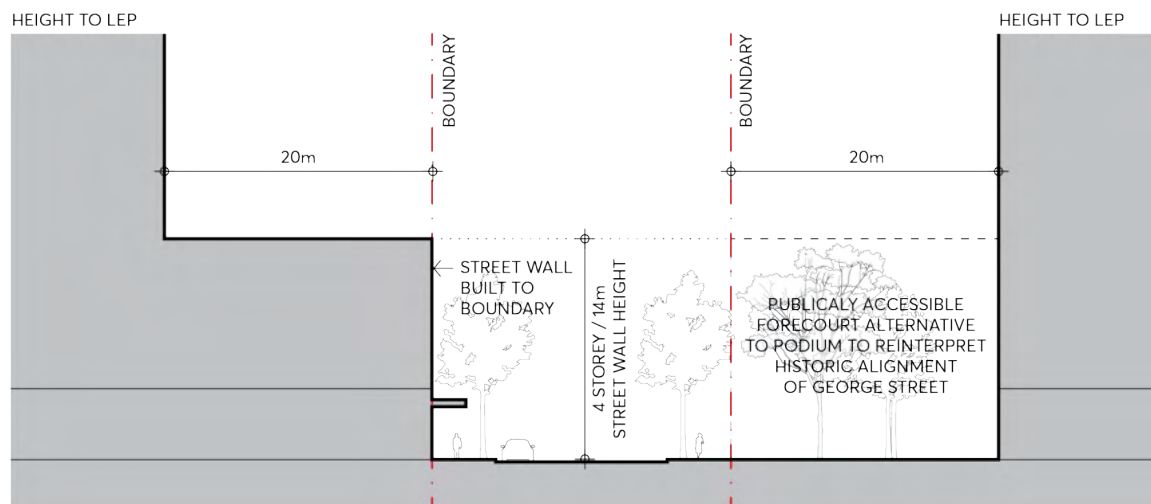 HEIGHT TO LEP
HEIGHT TO LEP
BOUNDARY
BOUNDARY
20m
20m
STREET WALL
BUILT TO
BOUNDARY
4 STOREY / 14m
STREET WALL HEIGHT
PUBLICALY ACCESSIBLE
FORECOURT ALTERNATIVE
TO PODIUM TO REINTERPRET
HISTORIC ALIGNMENT
OF GEORGE STREET